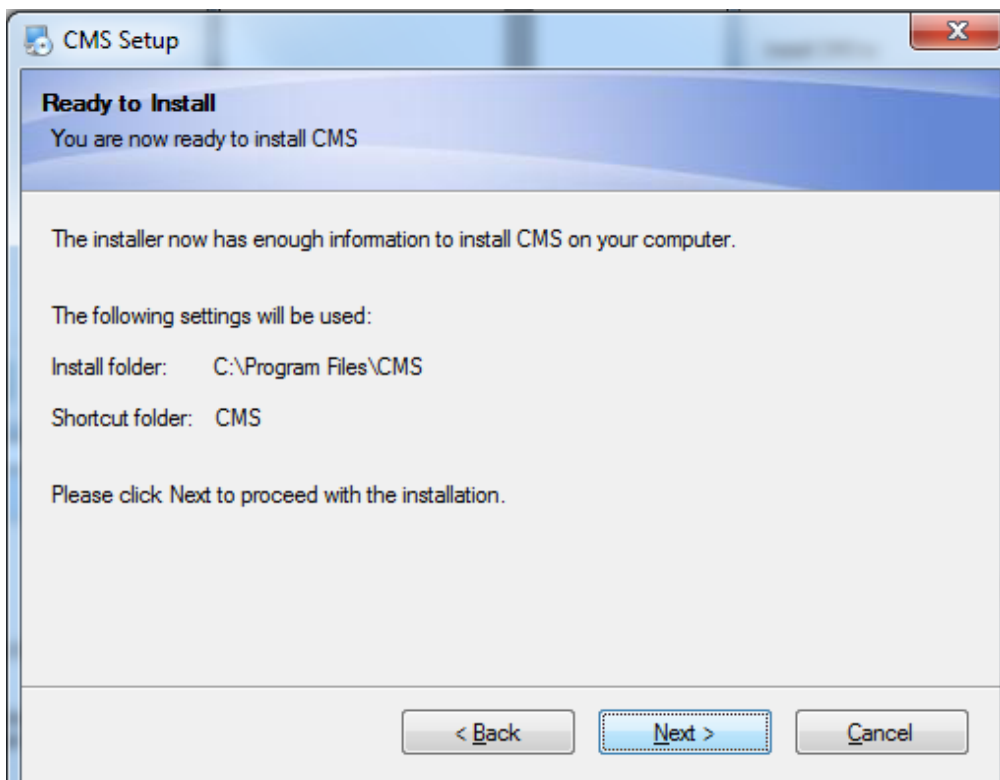 CMS Setup
Ready to Install
You are now ready to install CMS
The installer now has enough information to install CMS on your computer.
The following settings will be used:
Install folder: C:\Program Files\CMS
Shortcut folder: CMS
Please click Next to proceed with the installation.
< Back Next > Cancel